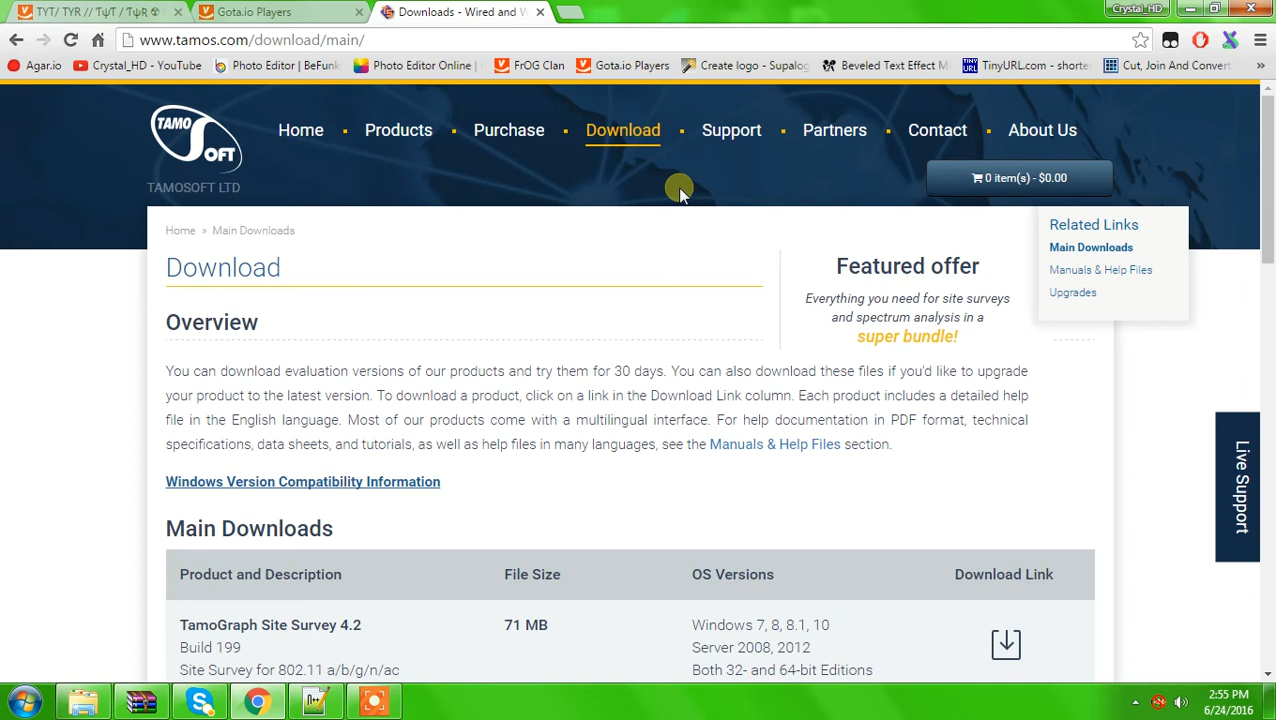 TYT/ TYR // TψT / TψƦ ☢
Gota.io Players
Downloads - Wired and W
Crystal_HD
www.tamos.com/download/main/
Agar.io
Crystal_HD - YouTube
Photo Editor | BeFunk
Photo Editor Online |
FrOG Clan
Gota.io Players
Create logo - Supalog
Beveled Text Effect M
TinyURL.com - shorte
Cut, Join And Convert
TAMO SOFT
TAMOSOFT LTD
Home
Products
Purchase
Download
Support
Partners
Contact
About Us
0 item(s) - $0.00
Home » Main Downloads
Related Links
Main Downloads
Manuals & Help Files
Upgrades
Download
Featured offer
Everything you need for site surveys
and spectrum analysis in a
super bundle!
Overview
You can download evaluation versions of our products and try them for 30 days. You can also download these files if you'd like to upgrade
your product to the latest version. To download a product, click on a link in the Download Link column. Each product includes a detailed help
file in the English language. Most of our products come with a multilingual interface. For help documentation in PDF format, technical
specifications, data sheets, and tutorials, as well as help files in many languages, see the Manuals & Help Files section.
Windows Version Compatibility Information
Live Support
Main Downloads
Product and Description
File Size
OS Versions
Download Link
TamoGraph Site Survey 4.2
71 MB
Windows 7, 8, 8.1, 10
Build 199
Server 2008, 2012
Site Survey for 802.11 a/b/g/n/ac
Both 32- and 64-bit Editions
2:55 PM
6/24/2016